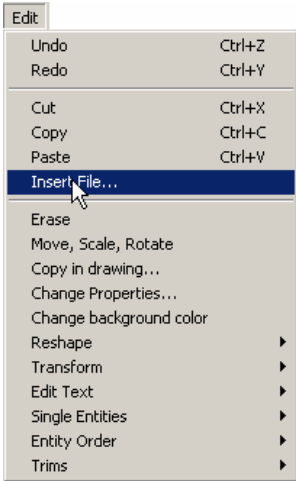 Edit
Undo Ctrl+Z
Redo Ctrl+Y
Cut Ctrl+X
Copy Ctrl+C
Paste Ctrl+V
Insert File...
Erase
Move, Scale, Rotate
Copy in drawing...
Change Properties...
Change background color
Reshape
Transform
Edit Text
Single Entities
Entity Order
Trims